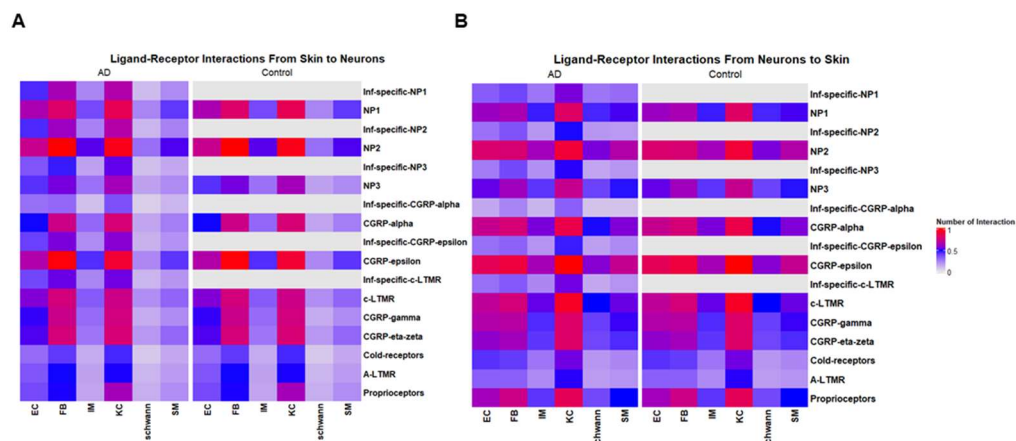 A
Ligand-Receptor Interactions From Skin to Neurons
AD Control
Inf-specific-NP1
NP1
Inf-specific-NP2
NP2
Inf-specific-NP3
NP3
Inf-specific-CGRP-alpha
CGRP-alpha
Inf-specific-CGRP-epsilon
CGRP-epsilon
Inf-specific-c-LTMR
c-LTMR
CGRP-gamma
CGRP-eta-zeta
Cold-receptors
A-LTMR
Proprioceptors
EC FB IM KC schwann SM EC FB IM KC schwann SM
B
Ligand-Receptor Interactions From Neurons to Skin
AD Control
Inf-specific-NP1
NP1
Inf-specific-NP2
NP2
Inf-specific-NP3
NP3
Inf-specific-CGRP-alpha
CGRP-alpha
Inf-specific-CGRP-epsilon
CGRP-epsilon
Inf-specific-c-LTMR
c-LTMR
CGRP-gamma
CGRP-eta-zeta
Cold-receptors
A-LTMR
Proprioceptors
EC FB IM KC schwann SM EC FB IM KC schwann SM
Number of Interaction
1
0.5
0